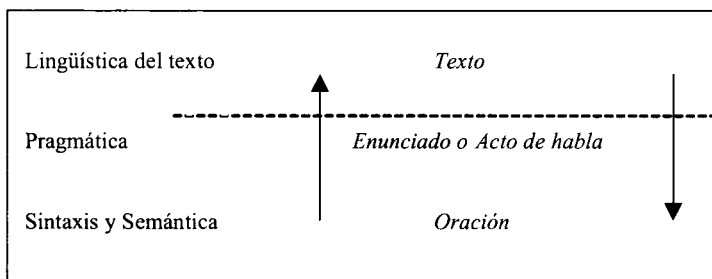 Lingüística del texto Texto
Pragmática Enunciado o Acto de habla
Sintaxis y Semántica Oración